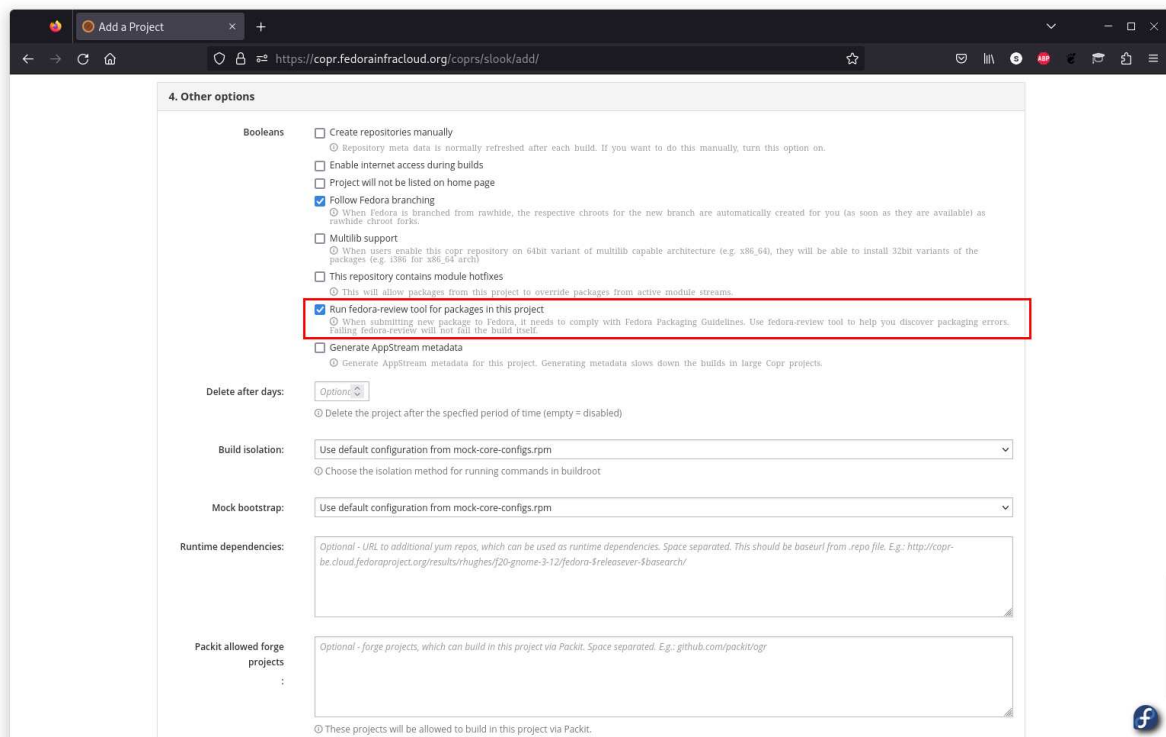 Add a Project
https://copr.fedorainfracloud.org/coprs/slook/add/
S
ABP
4. Other options
Booleans
Create repositories manually
Repository meta data is normally refreshed after each build. If you want to do this manually, turn this option on.
Enable internet access during builds
Project will not be listed on home page
Follow Fedora branching
When Fedora is branched from rawhide, the respective chroots for the new branch are automatically created for you (as soon as they are available) as
rawhide chroot forks.
Multilib support
When users enable this copr repository on 64bit variant of multilib capable architecture (e.g. x86_64), they will be able to install 32bit variants of the
packages (e.g. i386 for x86_64 arch)
This repository contains module hotfixes
This will allow packages from this project to override packages from active module streams.
Run fedora-review tool for packages in this project
When submitting new package to Fedora, it needs to comply with Fedora Packaging Guidelines. Use fedora-review tool to help you discover packaging errors.
Failing fedora-review will not fail the build itself.
Generate AppStream metadata
Generate AppStream metadata for this project. Generating metadata slows down the builds in large Copr projects.
Delete after days:
Optional
Delete the project after the specfied period of time (empty = disabled)
Build isolation:
Use default configuration from mock-core-configs.rpm
Choose the isolation method for running commands in buildroot
Mock bootstrap:
Use default configuration from mock-core-configs.rpm
Runtime dependencies:
Optional - URL to additional yum repos, which can be used as runtime dependencies. Space separated. This should be baseurl from .repo file. E.g.: http://copr-
be.cloud.fedoraproject.org/results/rhughes/f20-gnome-3-12/fedora-$releasever-$basearch/
Packit allowed forge
projects
:
Optional - forge projects, which can build in this project via Packit. Space separated. E.g.: github.com/packit/ogr
These projects will be allowed to build in this project via Packit.